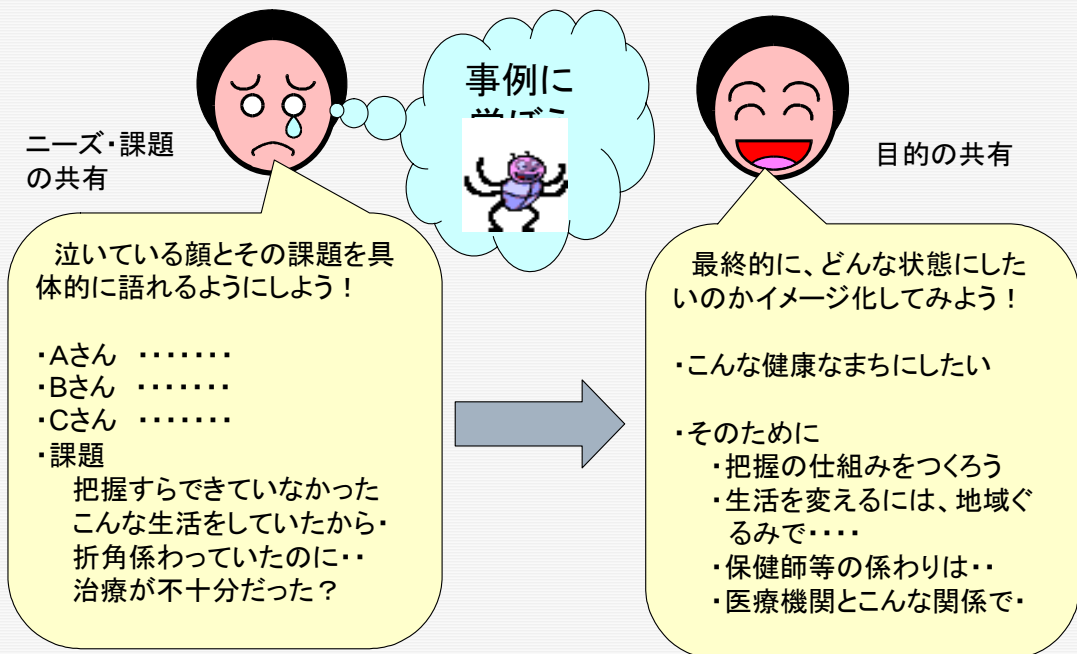 事例に
学ぼう
ニーズ・課題
の共有
目的の共有
泣いている顔とその課題を具
体的に語れるようにしよう！
・Aさん ・・・・・・・
・Bさん ・・・・・・・
・Cさん ・・・・・・・
・課題
把握すらできていなかった
こんな生活をしていたから・
折角係わっていたのに・・
治療が不十分だった？
最終的に、どんな状態にした
いのかイメージ化してみよう！
・こんな健康なまちにしたい
・そのために
・把握の仕組みをつくろう
・生活を変えるには、地域ぐ
るみで・・・・
・保健師等の係わりは・・
・医療機関とこんな関係で・